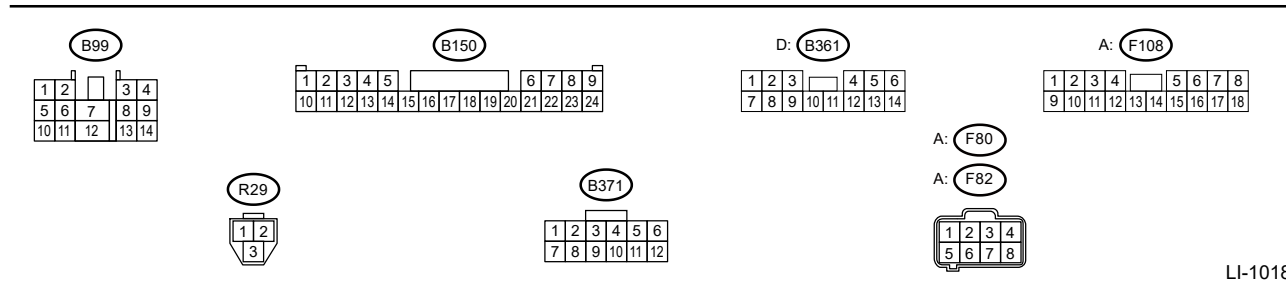 B99
1 2 3 4
5 6 7 8 9
10 11 12 13 14
B150
1 2 3 4 5 6 7 8 9
10 11 12 13 14 15 16 17 18 19 20 21 22 23 24
D: B361
1 2 3 4 5 6
7 8 9 10 11 12 13 14
A: F108
1 2 3 4 5 6 7 8
9 10 11 12 13 14 15 16 17 18
R29
1 2
3
B371
1 2 3 4 5 6
7 8 9 10 11 12
A: F80
A: F82
1 2 3 4
5 6 7 8
LI-1018